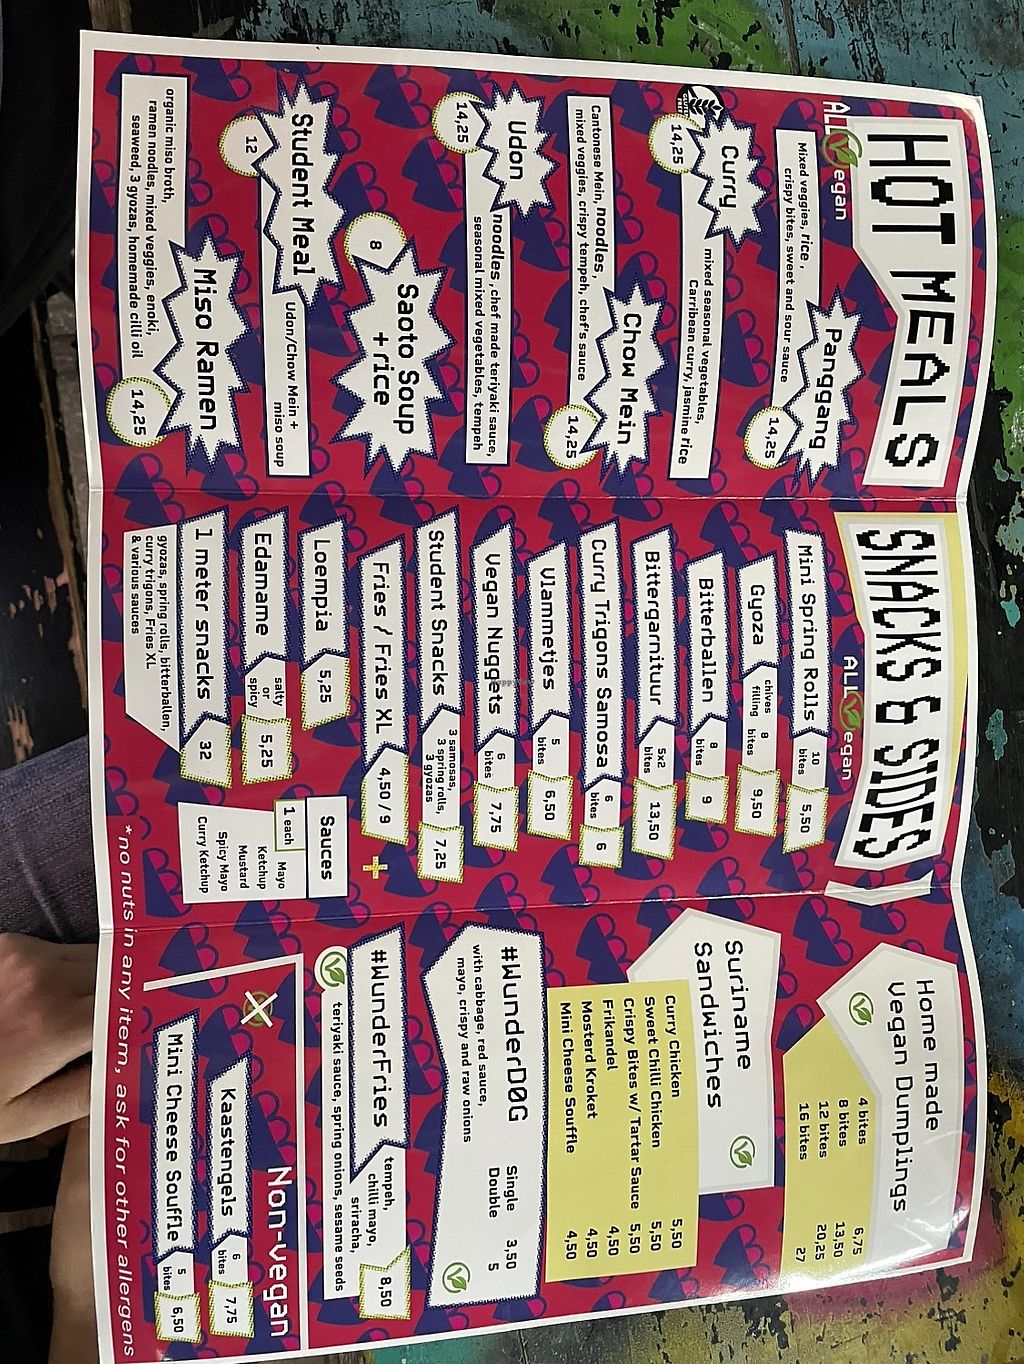 HOT MEALS
ALL Vegan
Panggang
14,25
Mixed veggies, rice ,
crispy bites, sweet and sour sauce
Curry
14,25
mixed seasonal vegetables,
Carribean curry, jasmine rice
Chow Mein
14,25
Cantonese Mein, noodles,
mixed veggies, crispy tempeh, chef's sauce
Udon
14,25
noodles, chef made teriyaki sauce,
seasonal mixed vegetables, tempeh
Saoto Soup
+rice
8
Student Meal
12
Udon/Chow Mein +
miso soup
Miso Ramen
14,25
organic miso broth,
ramen noodles, mixed veggies, enoki,
seaweed, 3 gyozas, homemade cilli oil
SNACKS & SIDES
ALL Vegan
Mini Spring Rolls 10 bites 5,50
Gyoza chives filling 8 bites 9,50
Bitterballen 8 bites 9
Bittergarnituur 5x2 bites 13,50
Curry Trigons Samosa 6 bites 6
Vlammetjes 5 bites 6,50
Vegan Nuggets 6 bites 7,75
Student Snacks 7,25
3 samosas,
3 spring rolls,
3 gyozas
Fries / Fries XL 4,50 / 9
+
Loempia 5,25
Edamame salty or spicy 5,25
1 meter snacks 32
gyozas, spring rolls, bitterballen,
curry trigons, Fries XL,
& various sauces
Sauces
1 each
Mayo
Ketchup
Mustard
Spicy Mayo
Curry Ketchup
Home made
Vegan Dumplings
4 bites 6,75
8 bites 13,50
12 bites 20,25
16 bites 27
Suriname
Sandwiches
Curry Chicken 5,50
Sweet Chilli Chicken 5,50
Crispy Bites w/ Tartar Sauce 5,50
Frikandel 4,50
Mosterd Kroket 4,50
Mini Cheese Souffle 4,50
#WunderD0G
with cabbage, red sauce,
mayo, crispy and raw onions
Single 3,50
Double 5
#WunderFries
tempeh,
chilli mayo,
sriracha,
teriyaki sauce, spring onions, sesame seeds
8,50
Non-vegan
Kaastengels 6 bites 7,75
Mini Cheese Souffle 5 bites 6,50
*no nuts in any item, ask for other allergens